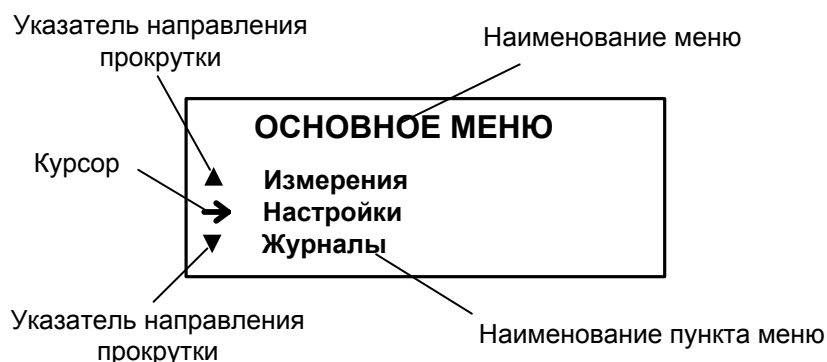 Указатель направления
прокрутки
Наименование меню
ОСНОВНОЕ МЕНЮ
Курсор
Измерения
Настройки
Журналы
Указатель направления
прокрутки
Наименование пункта меню